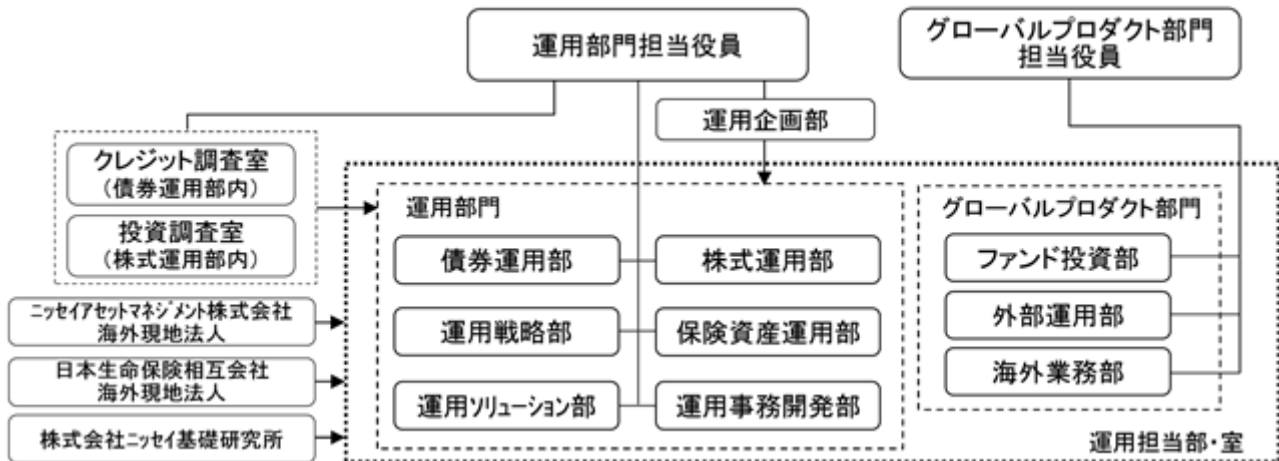 運用部門担当役員
グローバルプロダクト部門
担当役員
運用企画部
クレジット調査室
(債券運用部内)
投資調査室
(株式運用部内)
運用部門
債券運用部
株式運用部
運用戦略部
保険資産運用部
運用ソリューション部
運用事務開発部
グローバルプロダクト部門
ファンド投資部
外部運用部
海外業務部
ニッセイアセットマネジメント株式会社
海外現地法人
日本生命保険相互会社
海外現地法人
株式会社ニッセイ基礎研究所
運用担当部・室